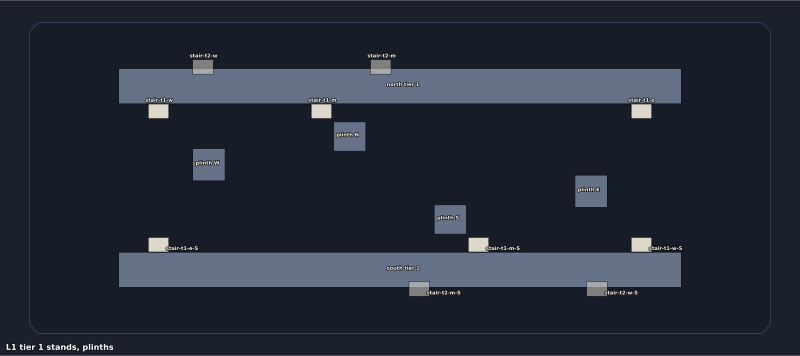 stair-t2-w stair-t2-m
north tier 1
stair-t1-w stair-t1-m stair-t1-e
plinth N
plinth W
plinth E
plinth S
stair-t1-e-S stair-t1-m-S stair-t1-w-S
south tier 1
stair-t2-m-S stair-t2-w-S
L1 tier 1 stands, plinths